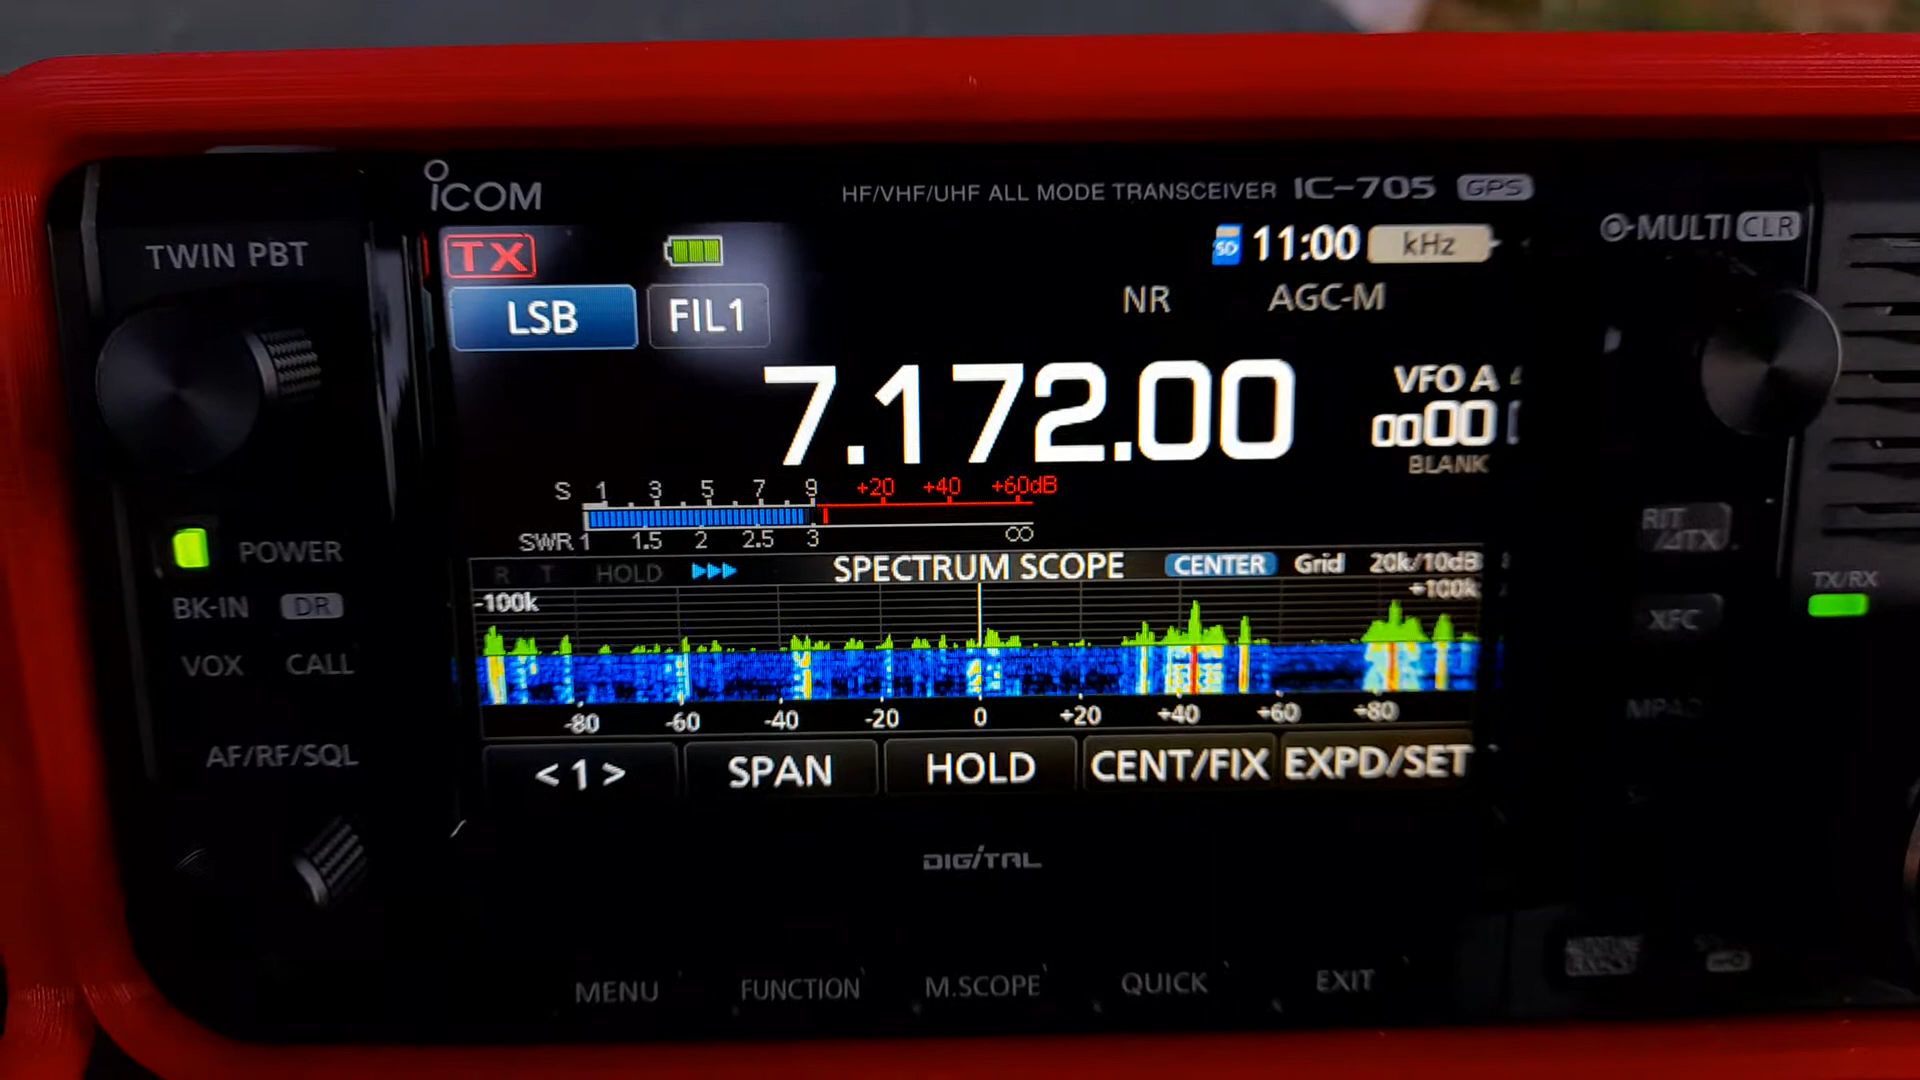 ICOM
HF/VHF/UHF ALL MODE TRANSCEIVER IC-705 GPS
TWIN PBT
MULTI CLR
TX
SD 11:00 kHz
LSB FIL1
NR AGC-M
7.172.00
VFO A
0000
BLANK
S 1 3 5 7 9 +20 +40 +60dB
SWR 1 1.5 2 2.5 3 ∞
POWER
BK-IN DR
VOX CALL
AF/RF/SQL
R T HOLD SPECTRUM SCOPE CENTER Grid 20k/10dB
-100k +100k
-80 -60 -40 -20 0 +20 +40 +60 +80
<1> SPAN HOLD CENT/FIX EXPD/SET
RIT
TX/RX
XFC
DIGITAL
MENU FUNCTION M.SCOPE QUICK EXIT